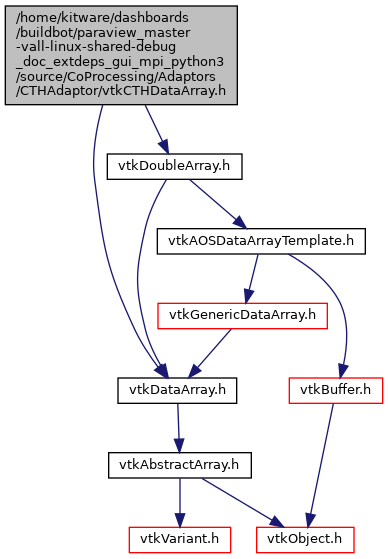 /home/kitware/dashboards
/buildbot/paraview_master
-vall-linux-shared-debug
_doc_extdeps_gui_mpi_python3
/source/CoProcessing/Adaptors
/CTHAdaptor/vtkCTHDataArray.h
vtkDoubleArray.h
vtkAOSDataArrayTemplate.h
vtkGenericDataArray.h
vtkDataArray.h
vtkBuffer.h
vtkAbstractArray.h
vtkVariant.h
vtkObject.h